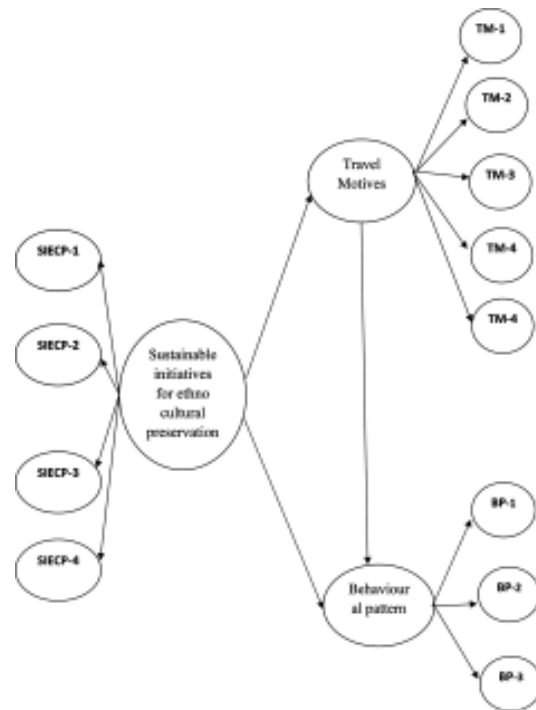 TM-1
TM-2
Travel
Motives
TM-3
TM-4
TM-4
SIECP-1
SIECP-2
Sustainable
initiatives
for ethno
cultural
preservation
SIECP-3
SIECP-4
BP-1
Behaviour
al pattern
BP-2
BP-3